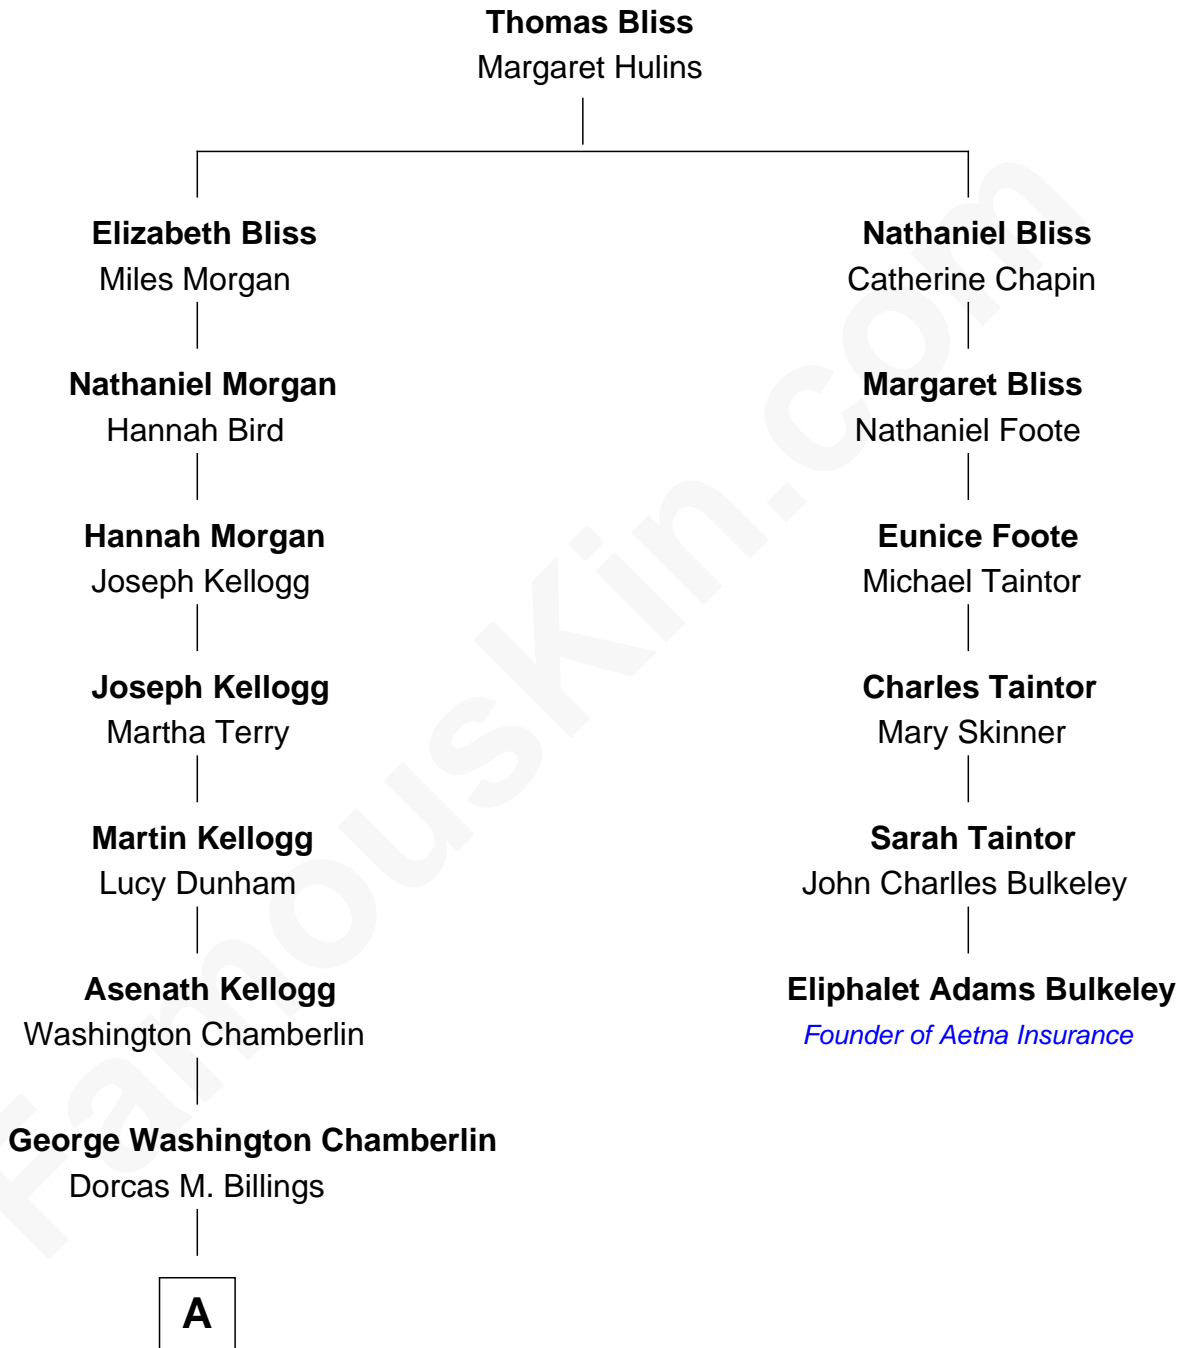 Thomas Bliss
Margaret Hulins
Elizabeth Bliss
Miles Morgan
Nathaniel Bliss
Catherine Chapin
Nathaniel Morgan
Hannah Bird
Margaret Bliss
Nathaniel Foote
Hannah Morgan
Joseph Kellogg
Eunice Foote
Michael Taintor
Joseph Kellogg
Martha Terry
Charles Taintor
Mary Skinner
Martin Kellogg
Lucy Dunham
Sarah Taintor
John Charlles Bulkeley
Asenath Kellogg
Washington Chamberlin
Eliphalet Adams Bulkeley
Founder of Aetna Insurance
George Washington Chamberlin
Dorcas M. Billings
A
FamousKin.com